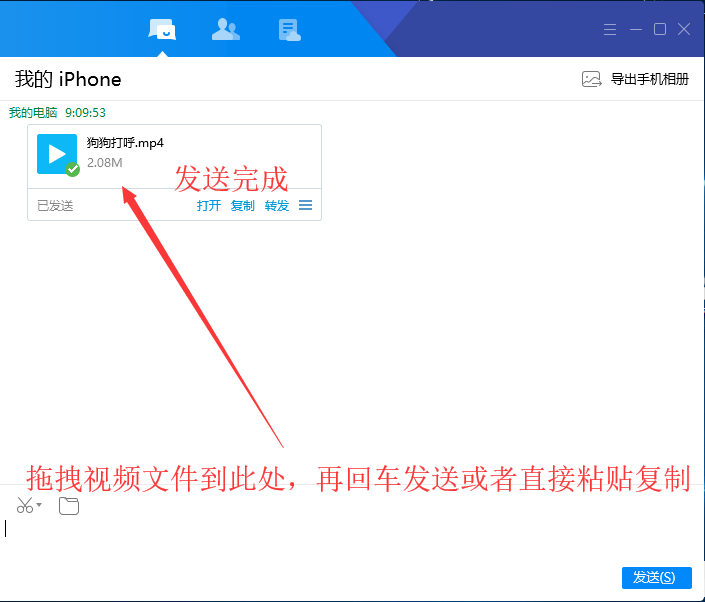 我的 iPhone
导出手机相册
我的电脑 9:09:53
狗狗打呼.mp4
2.08M
发送完成
已发送 打开 复制 转发
拖拽视频文件到此处，再回车发送或者直接粘贴复制
发送(S)